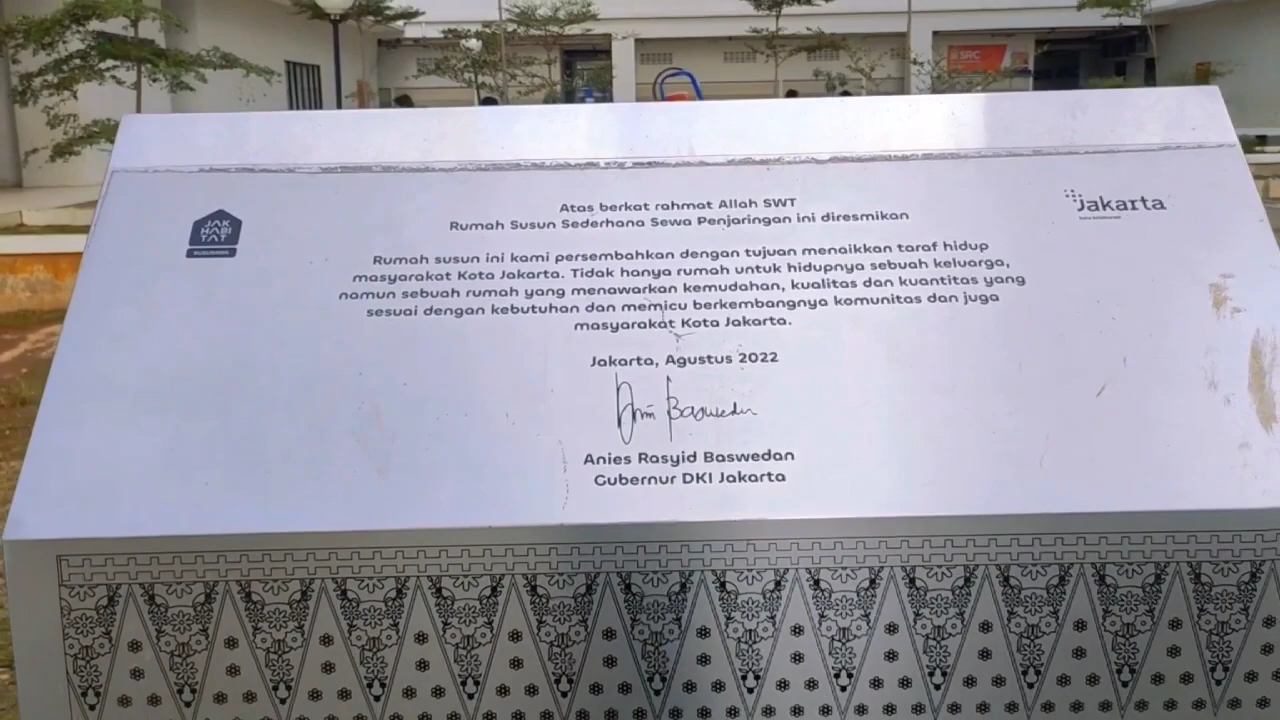 SRC
Atas berkat rahmat Allah SWT
Rumah Susun Sederhana Sewa Penjaringan ini diresmikan
JAK
HABI
TAT
Jakarta
Rumah susun ini kami persembahkan dengan tujuan menaikkan taraf hidup
masyarakat Kota Jakarta. Tidak hanya rumah untuk hidupnya sebuah keluarga,
namun sebuah rumah yang menawarkan kemudahan, kualitas dan kuantitas yang
sesuai dengan kebutuhan dan memicu berkembangnya komunitas dan juga
masyarakat Kota Jakarta.
Jakarta, Agustus 2022
Anies Baswedan
Anies Rasyid Baswedan
Gubernur DKI Jakarta